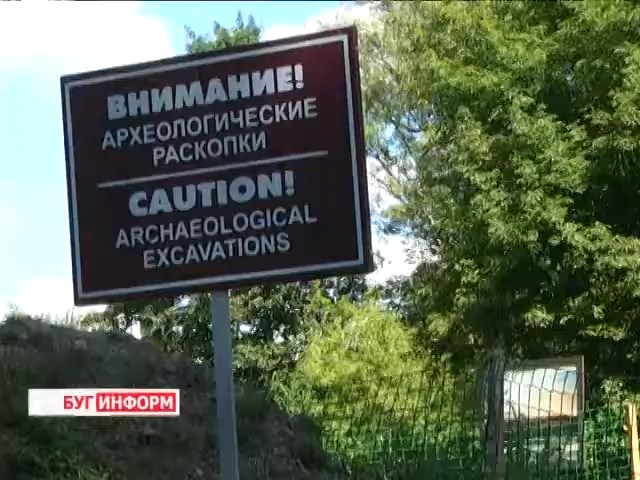 ВНИМАНИЕ!
АРХЕОЛОГИЧЕСКИЕ
РАСКОПКИ
CAUTION!
ARCHAEOLOGICAL
EXCAVATIONS
БУГИНФОРМ